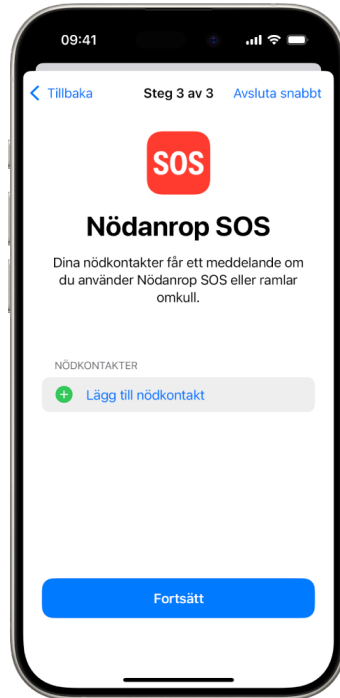 09:41
Tillbaka
Steg 3 av 3
Avsluta snabbt
SOS
Nödanrop SOS
Dina nödkontakter får ett meddelande om
du använder Nödanrop SOS eller ramlar
omkull.
NÖDKONTAKTER
Lägg till nödkontakt
Fortsätt